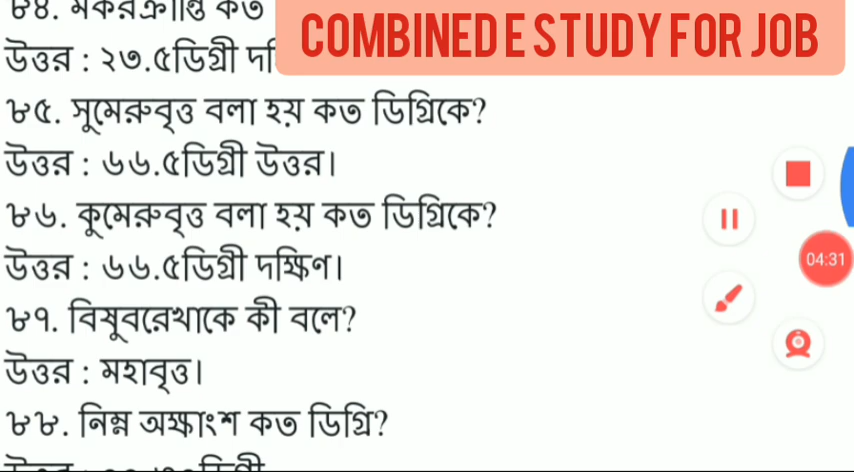 ৮৪. মকরক্রান্তি কত
COMBINED E STUDY FOR JOB
উত্তর : ২৩.৫ডিগ্রী
৮৫. সুমেরুবৃত্ত বলা হয় কত ডিগ্রিকে?
উত্তর : ৬৬.৫ডিগ্রী উত্তর।
৮৬. কুমেরুবৃত্ত বলা হয় কত ডিগ্রিকে?
উত্তর : ৬৬.৫ডিগ্রী দক্ষিণ।
04:31
৮৭. বিষুবরেখাকে কী বলে?
উত্তর : মহাবৃত্ত।
৮৮. নিম্ন অক্ষাংশ কত ডিগ্রি?